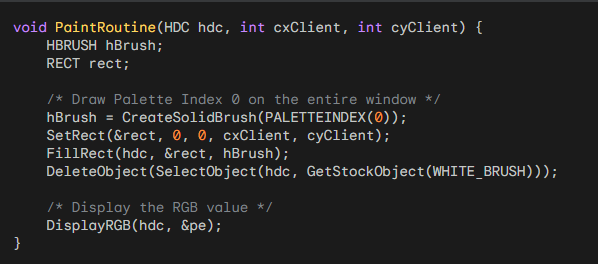 void PaintRoutine(HDC hdc, int cxClient, int cyClient) {
    HBRUSH hBrush;
    RECT rect;

    /* Draw Palette Index 0 on the entire window */
    hBrush = CreateSolidBrush(PALETTEINDEX(0));
    SetRect(&rect, 0, 0, cxClient, cyClient);
    FillRect(hdc, &rect, hBrush);
    DeleteObject(SelectObject(hdc, GetStockObject(WHITE_BRUSH)));

    /* Display the RGB value */
    DisplayRGB(hdc, &pe);
}